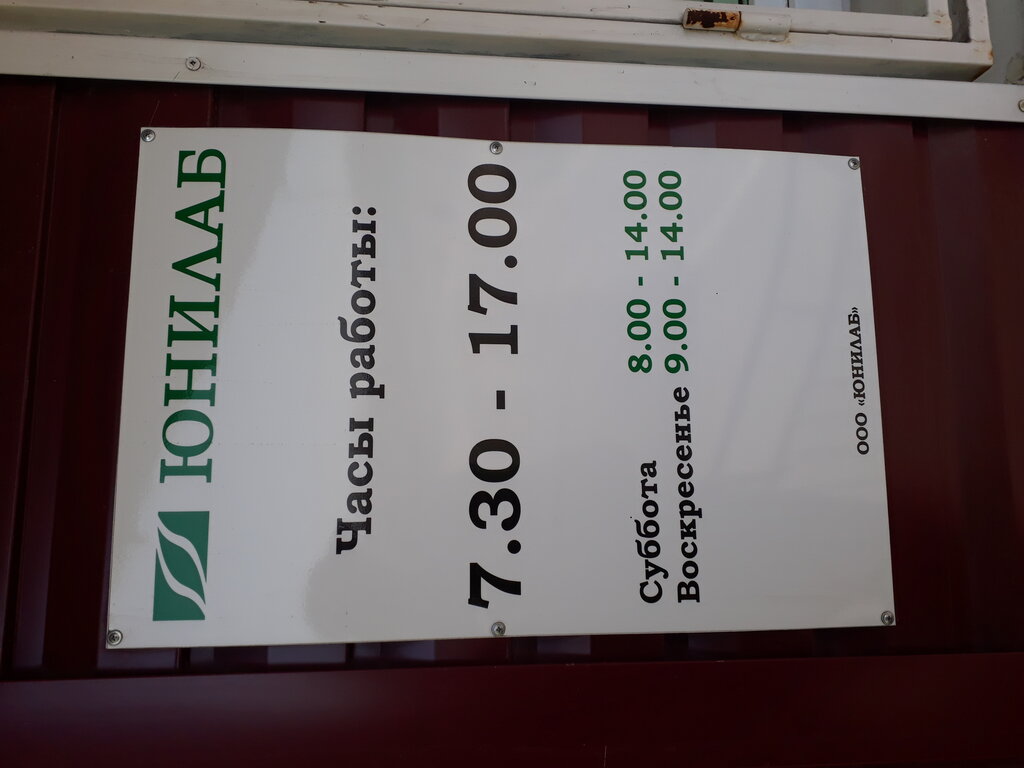 ЮНИЛАБ
Часы работы:
7.30 - 17.00
Суббота 8.00 - 14.00
Воскресенье 9.00 - 14.00
ООО «ЮНИЛАБ»